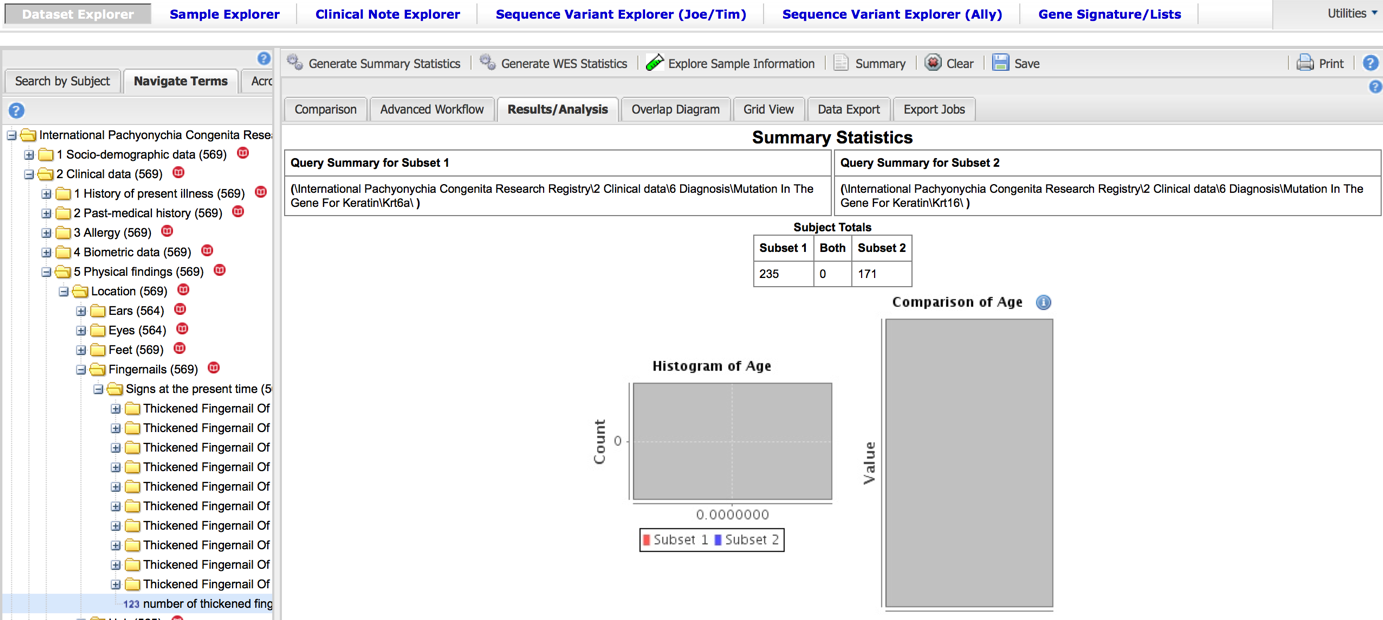 Dataset Explorer Sample Explorer Clinical Note Explorer Sequence Variant Explorer (Joe/Tim) Sequence Variant Explorer (Ally) Gene Signature/Lists Utilities
Generate Summary Statistics Generate WES Statistics Explore Sample Information Summary Clear Save Print
Search by Subject Navigate Terms Acro
Comparison Advanced Workflow Results/Analysis Overlap Diagram Grid View Data Export Export Jobs
International Pachyonychia Congenita Rese
1 Socio-demographic data (569)
2 Clinical data (569)
1 History of present illness (569)
2 Past-medical history (569)
3 Allergy (569)
4 Biometric data (569)
5 Physical findings (569)
Location (569)
Ears (564)
Eyes (564)
Feet (569)
Fingernails (569)
Signs at the present time (5
Thickened Fingernail Of
Thickened Fingernail Of
Thickened Fingernail Of
Thickened Fingernail Of
Thickened Fingernail Of
Thickened Fingernail Of
Thickened Fingernail Of
Thickened Fingernail Of
Thickened Fingernail Of
Thickened Fingernail Of
123 number of thickened fing
Summary Statistics
Query Summary for Subset 1
(\International Pachyonychia Congenita Research Registry\2 Clinical data\6 Diagnosis\Mutation In The
Gene For Keratin\Krt6a\ )
Query Summary for Subset 2
(\International Pachyonychia Congenita Research Registry\2 Clinical data\6 Diagnosis\Mutation In The
Gene For Keratin\Krt16\ )
Subject Totals
Subset 1 Both Subset 2
235 0 171
Histogram of Age
Count
0
0.0000000
Subset 1 Subset 2
Comparison of Age
Value